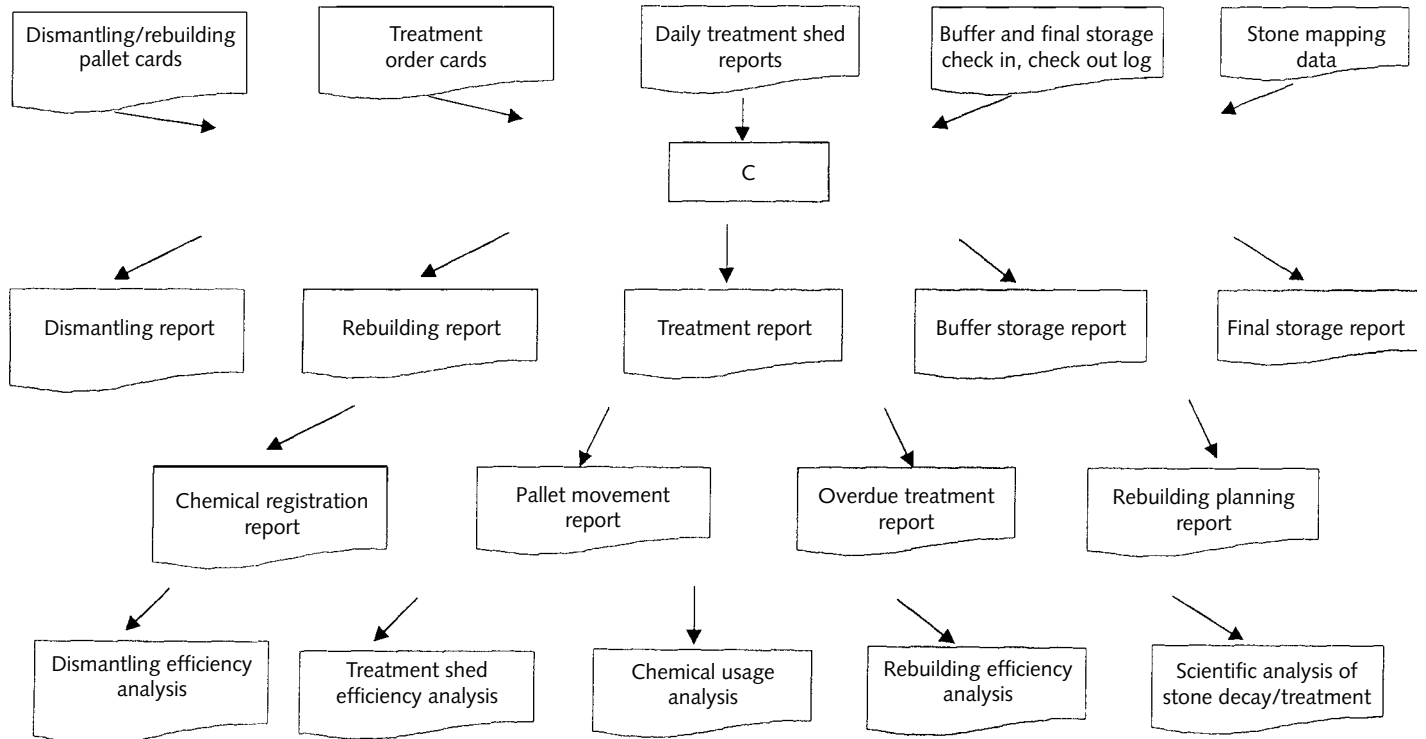 Dismantling/rebuilding
pallet cards
Treatment
order cards
Daily treatment shed
reports
Buffer and final storage
check in, check out log
Stone mapping
data
C
Dismantling report
Rebuilding report
Treatment report
Buffer storage report
Final storage report
Chemical registration
report
Pallet movement
report
Overdue treatment
report
Rebuilding planning
report
Dismantling efficiency
analysis
Treatment shed
efficiency analysis
Chemical usage
analysis
Rebuilding efficiency
analysis
Scientific analysis of
stone decay/treatment